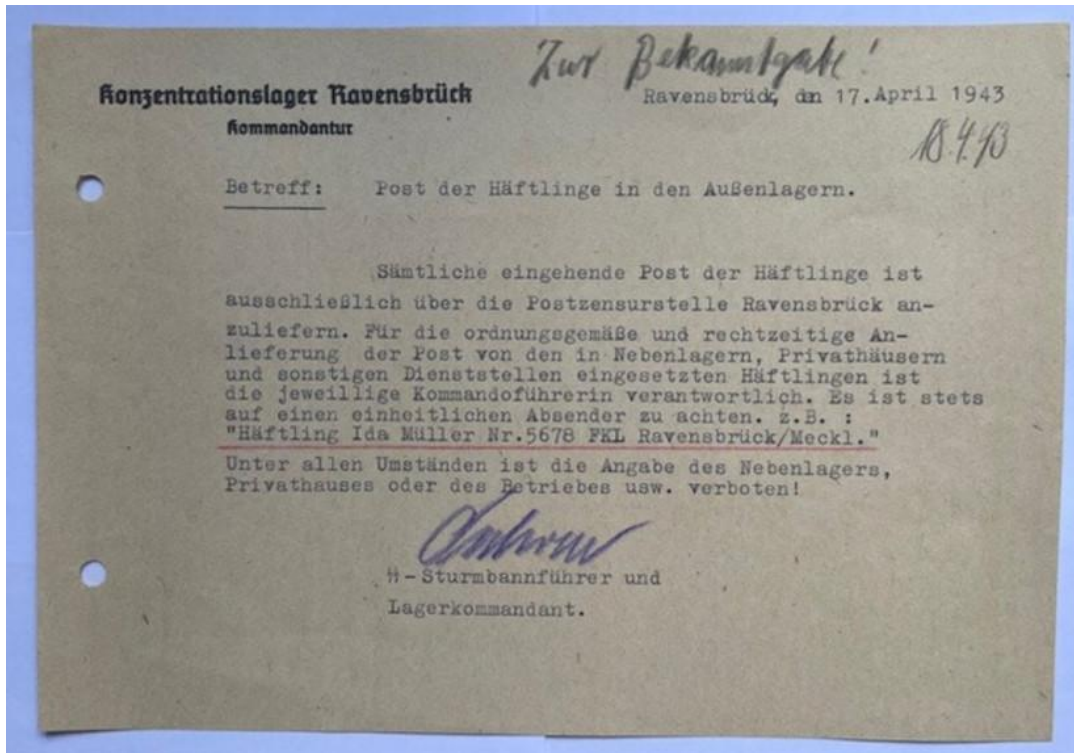 Zur Bekanntgabe!
Konzentrationslager Ravensbrück
Kommandantur
Ravensbrück, den 17.April 1943
18.4.43
Betreff: Post der Häftlinge in den Außenlagern.
Sämtliche eingehende Post der Häftlinge ist
ausschließlich über die Postzensurstelle Ravensbrück an-
zuliefern. Für die ordnungsgemäße und rechtzeitige An-
lieferung der Post von den in Nebenlagern, Privathäusern
und sonstigen Dienststellen eingesetzten Häftlingen ist
die jeweillige Kommandoführerin verantwortlich. Es ist stets
auf einen einheitlichen Absender zu achten. z.B. :
"Häftling Ida Müller Nr.5678 FKL Ravensbrück/Meckl."
Unter allen Umständen ist die Angabe des Nebenlagers,
Privathauses oder des Betriebes usw. verboten!
SS-Sturmbannführer und
Lagerkommandant.